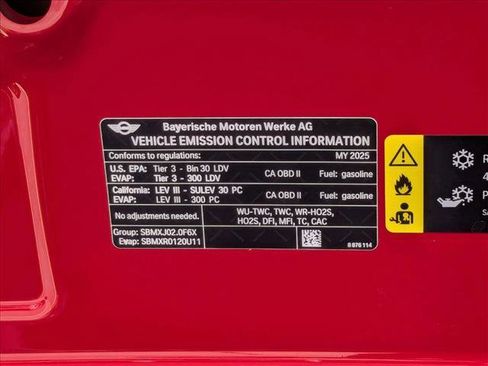 Bayerische Motoren Werke AG
VEHICLE EMISSION CONTROL INFORMATION
Conforms to regulations: MY 2025
U.S. EPA: Tier 3 - Bin 30 LDV CA OBD II Fuel: gasoline
EVAP: Tier 3 - 300 LDV
California: LEV III - SULEV 30 PC CA OBD II Fuel: gasoline
EVAP: LEV III - 300 PC
No adjustments needed. WU-TWC, TWC, WR-HO2S,
HO2S, DFI, MFI, TC, CAC
Group: SBMXJ02.0F6X
Evap: SBMXR0120U11 8 876 114
R
4
P